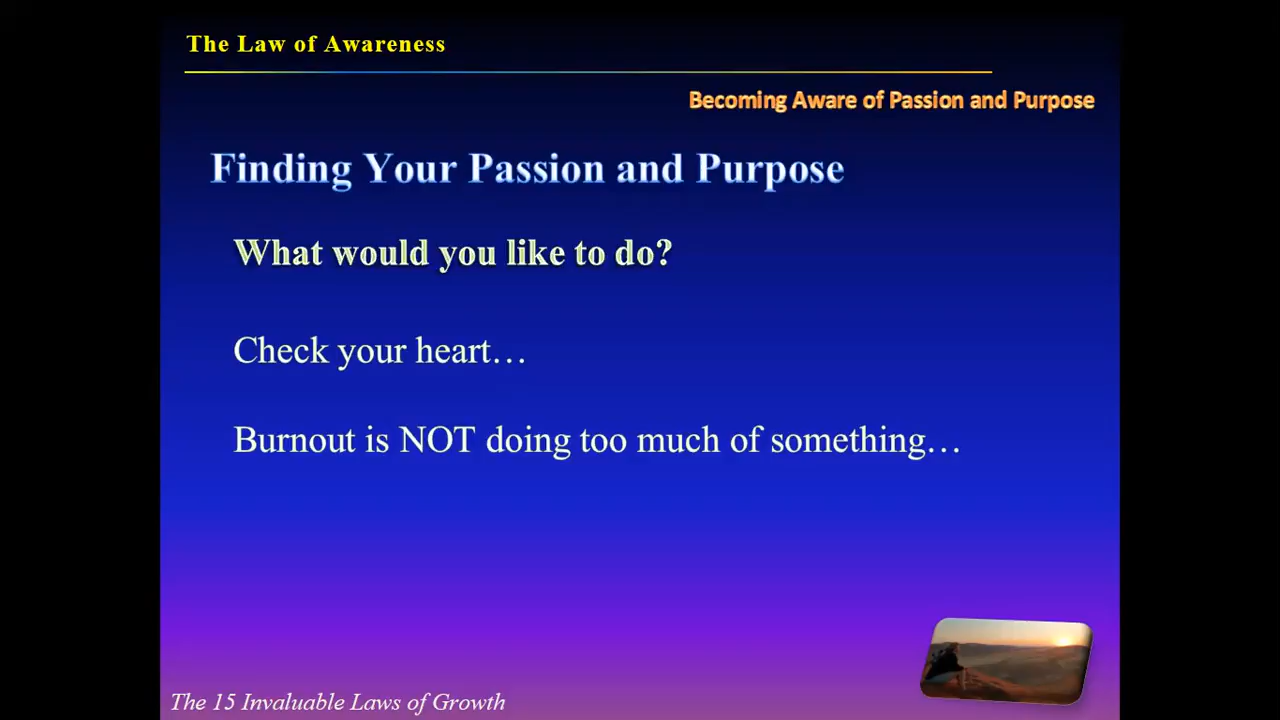 The Law of Awareness
Becoming Aware of Passion and Purpose
Finding Your Passion and Purpose
What would you like to do?
Check your heart…
Burnout is NOT doing too much of something…
The 15 Invaluable Laws of Growth